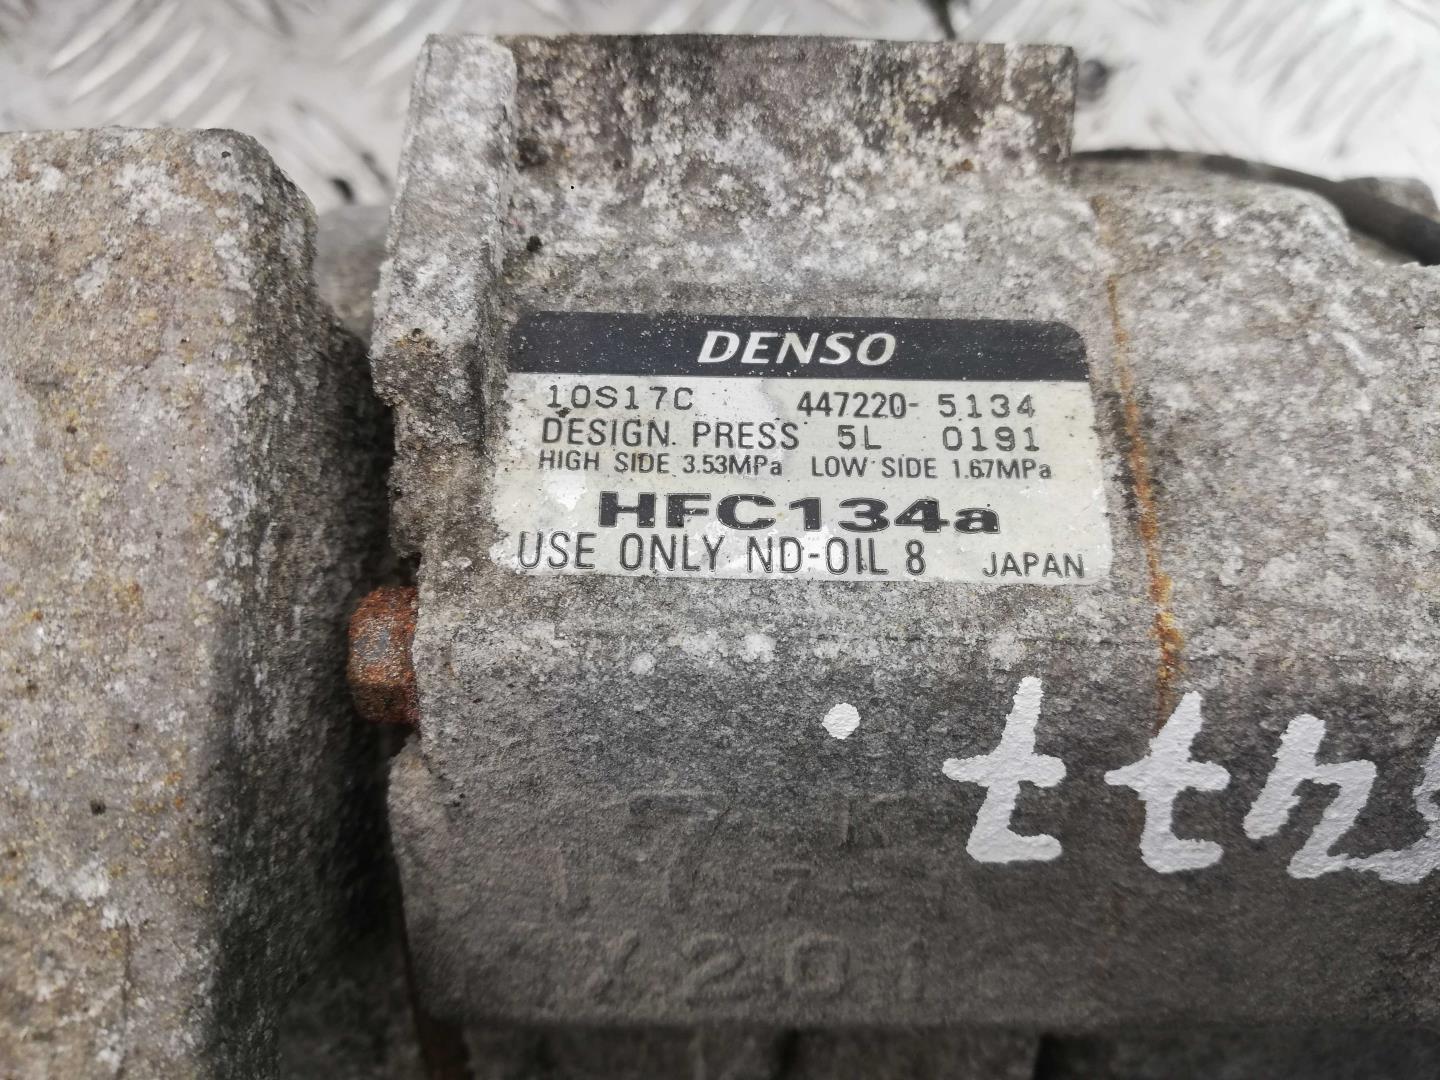 DENSO
10S17C 447220-5134
DESIGN. PRESS 5L 0191
HIGH SIDE 3.53MPa LOW SIDE 1.67MPa
HFC134a
USE ONLY ND-OIL 8 JAPAN